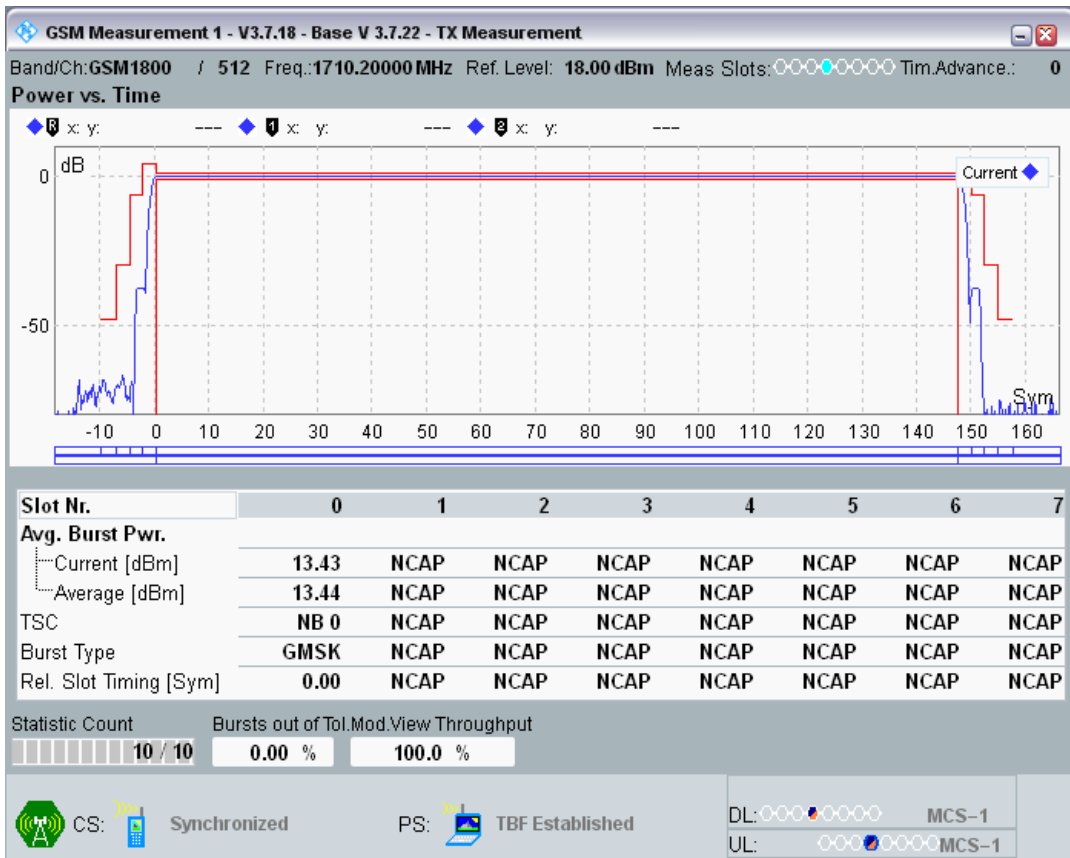 GSM Measurement 1 - V3.7.18 - Base V 3.7.22 - TX Measurement
Band/Ch:GSM1800 / 512 Freq.:1710.20000 MHz Ref. Level: 18.00 dBm Meas Slots: Tim.Advance.: 0
Power vs. Time
R x: y: --- 1 x: y: --- 2 x: y: ---
dB
Current
0
-50
Sym
-10 0 10 20 30 40 50 60 70 80 90 100 110 120 130 140 150 160
Slot Nr. 0 1 2 3 4 5 6 7
Avg. Burst Pwr.
Current [dBm] 13.43 NCAP NCAP NCAP NCAP NCAP NCAP NCAP
Average [dBm] 13.44 NCAP NCAP NCAP NCAP NCAP NCAP NCAP
TSC NB 0 NCAP NCAP NCAP NCAP NCAP NCAP NCAP
Burst Type GMSK NCAP NCAP NCAP NCAP NCAP NCAP NCAP
Rel. Slot Timing [Sym] 0.00 NCAP NCAP NCAP NCAP NCAP NCAP NCAP
Statistic Count Bursts out of Tol.Mod.View Throughput
10 / 10 0.00 % 100.0 %
CS: Synchronized PS: TBF Established
DL: MCS-1
UL: MCS-1